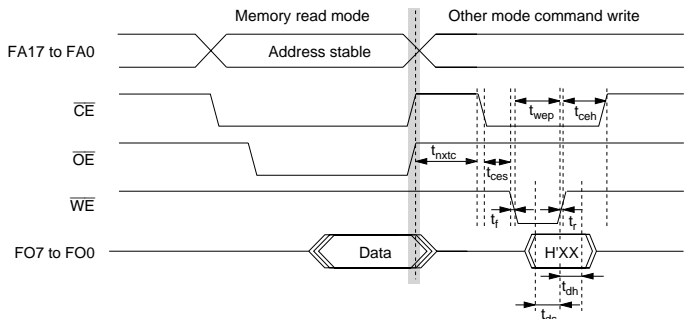 Memory read mode Other mode command write
FA17 to FA0 Address stable
CE
twep tceh
OE
tnxtc
tces
WE
tf tr
FO7 to FO0 Data H'XX
tdh
tds